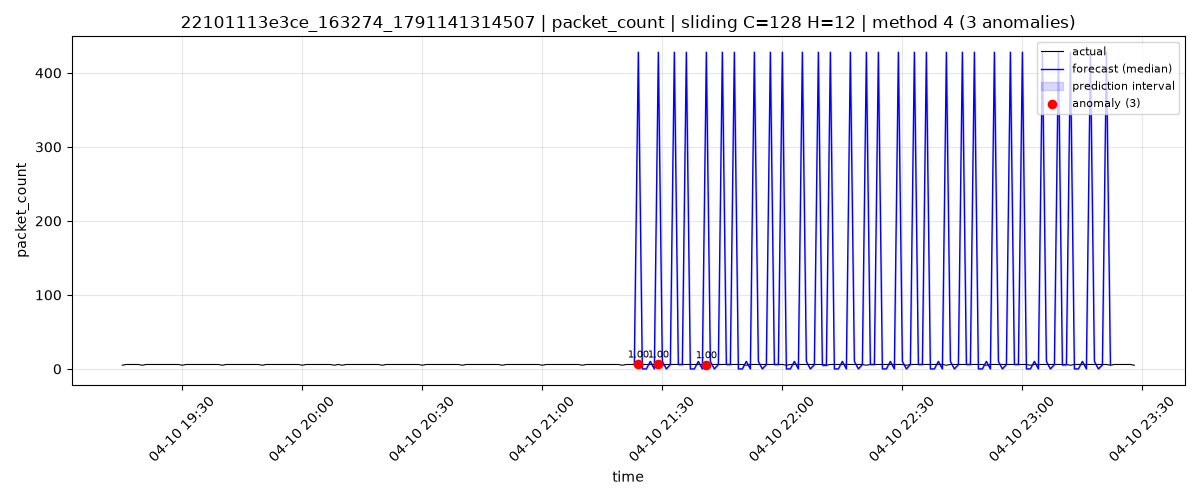 22101113e3ce_163274_1791141314507 | packet_count | sliding C=128 H=12 | method 4 (3 anomalies)
actual
forecast (median)
prediction interval
anomaly (3)
packet_count
400
300
200
100
0
1.00 1.00 1.00
04-10 19:30
04-10 20:00
04-10 20:30
04-10 21:00
04-10 21:30
04-10 22:00
04-10 22:30
04-10 23:00
04-10 23:30
time